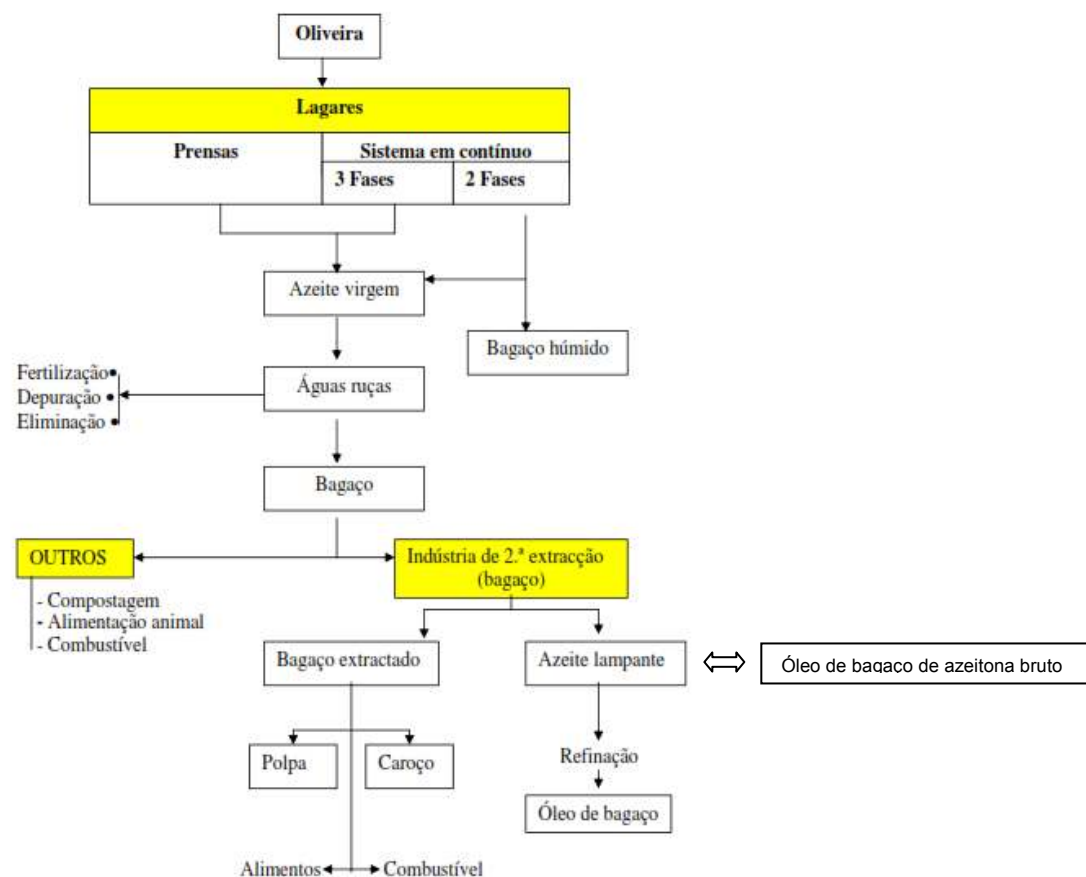 Oliveira
Lagares
Prensas
Sistema em contínuo
3 Fases
2 Fases
Azeite virgem
Bagaço húmido
Águas ruças
Fertilização
Depuração
Eliminação
Bagaço
OUTROS
- Compostagem
- Alimentação animal
- Combustível
Indústria de 2.ª extracção
(bagaço)
Bagaço extractado
Azeite lampante
Óleo de bagaço de azeitona bruto
Polpa
Caroço
Refinação
Óleo de bagaço
Alimentos
Combustível